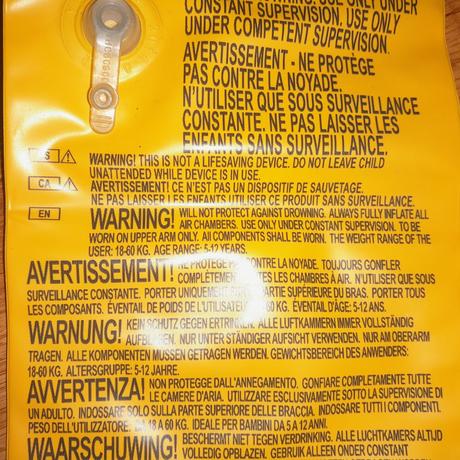 DROWNING. USE ONLY UNDER
CONSTANT SUPERVISION. USE ONLY
UNDER COMPETENT SUPERVISION.
AVERTISSEMENT - NE PROTÈGE
PAS CONTRE LA NOYADE.
N'UTILISER QUE SOUS SURVEILLANCE
CONSTANTE. NE PAS LAISSER LES
ENFANTS SANS SURVEILLANCE.
WARNING! THIS IS NOT A LIFESAVING DEVICE. DO NOT LEAVE CHILD
UNATTENDED WHILE DEVICE IS IN USE.
CA AVERTISSEMENT! CE N'EST PAS UN DISPOSITIF DE SAUVETAGE.
NE PAS LAISSER LES ENFANTS UTILISER CE PRODUIT SANS SURVEILLANCE.
EN WARNING! WILL NOT PROTECT AGAINST DROWNING. ALWAYS FULLY INFLATE ALL
AIR CHAMBERS. USE ONLY UNDER CONSTANT SUPERVISION. TO BE
WORN ON UPPER ARM ONLY. All COMPONENTS SHALL BE WORN. THE WEIGHT RANGE OF THE
USER: 18-60 KG. AGE RANGE: 5-12 YEARS.
AVERTISSEMENT! NE PROTÈGE PAS CONTRE LA NOYADE. TOUJOURS GONFLER
COMPLÈTEMENT TOUTES LES CHAMBRES À AIR. N'UTILISER QUE SOUS
SURVEILLANCE CONSTANTE. PORTER UNIQUEMENT PARTIE SUPÉRIEURE DU BRAS. PORTER TOUS
LES COMPOSANTS. ÉVENTAIL DE POIDS DE L'UTILISATEUR KG. ÉVENTAIL D'ÂGE: 5-12 ANS.
WARNUNG! KEIN SCHUTZ GEGEN ERTRINKEN. ALLE LUFTKAMMERN IMMER VOLLSTÄNDIG
AUFBLASEN. NUR UNTER STÄNDIGER AUFSICHT VERWENDEN. NUR AM OBERARM
TRAGEN. ALLE KOMPONENTEN MÜSSEN GETRAGEN WERDEN. GEWICHTSBEREICH DES ANWENDERS:
18-60 KG. ALTERSGRUPPE: 5-12 JAHRE.
AVVERTENZA! NON PROTEGGE DALL'ANNEGAMENTO. GONFIARE COMPLETAMENTE TUTTE
LE CAMERE D'ARIA. UTILIZZARE ESCLUSIVAMENTE SOTTO LA SUPERVISIONE DI
UN ADULTO. INDOSSARE SOLO SULLA PARTE SUPERIORE DELLE BRACCIA. INDOSSARE TUTTI I COMPONENTI.
PESO DELL'UTILIZZATORE: DA 18 A 60 KG. IDEALE PER BAMBINI DA 5 A 12 ANNI.
WAARSCHUWING! BESCHERMT NIET TEGEN VERDRINKING. ALLE LUCHTKAMERS ALTIJD
VOLLEDIG OPBLAZEN. GEBRUIK ALLEEN ONDER CONSTANT